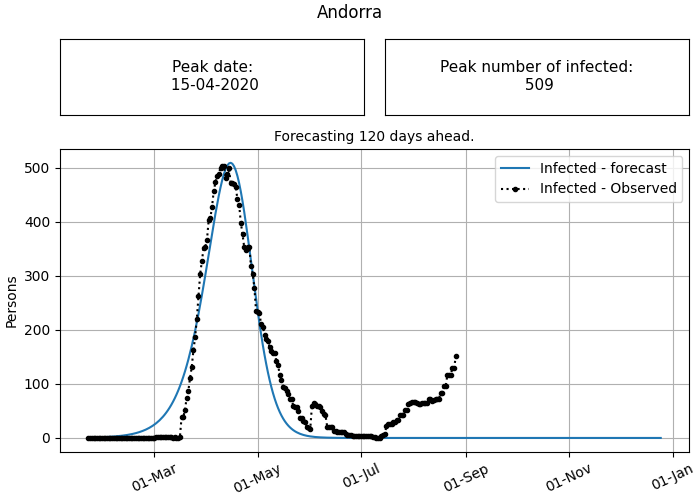 Andorra
Peak date:
15-04-2020
Peak number of infected:
509
Forecasting 120 days ahead.
Infected - forecast
Infected - Observed
Persons
500
400
300
200
100
0
01-Mar
01-May
01-Jul
01-Sep
01-Nov
01-Jan